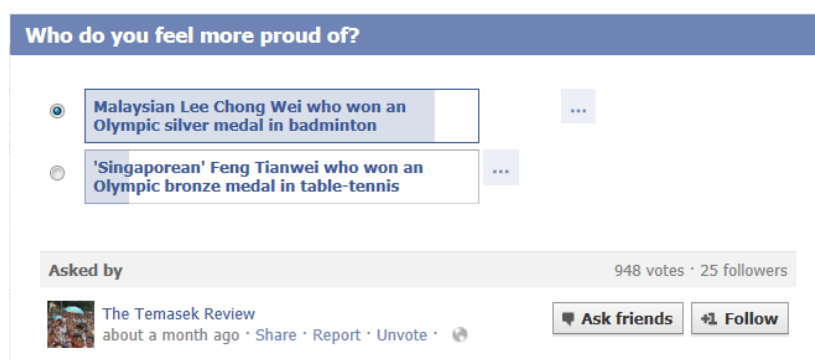 Who do you feel more proud of?
Malaysian Lee Chong Wei who won an
Olympic silver medal in badminton
...
'Singaporean' Feng Tianwei who won an
Olympic bronze medal in table-tennis
...
Asked by
948 votes · 25 followers
The Temasek Review
about a month ago · Share · Report · Unvote ·
Ask friends
+1 Follow